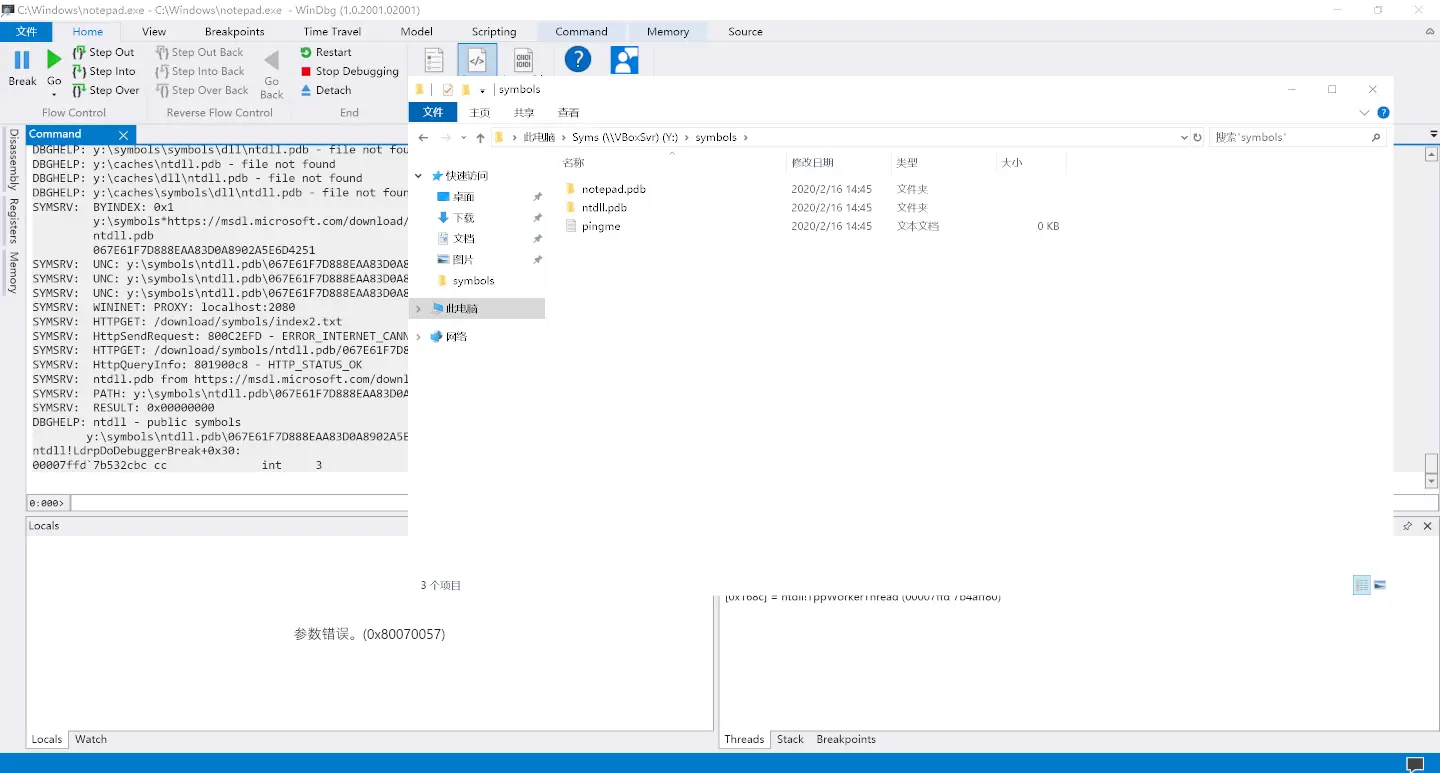 C:\Windows\notepad.exe - C:\Windows\notepad.exe - WinDbg (1.0.2001.02001)
文件 Home View Breakpoints Time Travel Model Scripting Command Memory Source
Break
Go
Step Out
Step Into
Step Over
Flow Control
Step Out Back
Step Into Back
Step Over Back
Go Back
Reverse Flow Control
Restart
Stop Debugging
Detach
End
Disassembly
Registers
Memory
Command
DBGHELP: y:\symbols\symbols\dll\ntdll.pdb - file not fou
DBGHELP: y:\caches\ntdll.pdb - file not found
DBGHELP: y:\caches\dll\ntdll.pdb - file not found
DBGHELP: y:\caches\symbols\dll\ntdll.pdb - file not foun
SYMSRV: BYINDEX: 0x1
y:\symbols*https://msdl.microsoft.com/download/
ntdll.pdb
067E61F7D888EAA83D0A8902A5E6D4251
SYMSRV: UNC: y:\symbols\ntdll.pdb\067E61F7D888EAA83D0A8
SYMSRV: UNC: y:\symbols\ntdll.pdb\067E61F7D888EAA83D0A8
SYMSRV: UNC: y:\symbols\ntdll.pdb\067E61F7D888EAA83D0A8
SYMSRV: WININET: PROXY: localhost:2080
SYMSRV: HTTPGET: /download/symbols/index2.txt
SYMSRV: HttpSendRequest: 800C2EFD - ERROR_INTERNET_CANN
SYMSRV: HTTPGET: /download/symbols/ntdll.pdb/067E61F7D8
SYMSRV: HttpQueryInfo: 801900c8 - HTTP_STATUS_OK
SYMSRV: ntdll.pdb from https://msdl.microsoft.com/downl
SYMSRV: PATH: y:\symbols\ntdll.pdb\067E61F7D888EAA83D0A
SYMSRV: RESULT: 0x00000000
DBGHELP: ntdll - public symbols
y:\symbols\ntdll.pdb\067E61F7D888EAA83D0A8902A5E
ntdll!LdrpDoDebuggerBreak+0x30:
00007ffd`7b532cbc cc int 3
0:000>
symbols
文件 主页 共享 查看
此电脑 Syms (\\VBoxSvr) (Y:) symbols
搜索"symbols"
名称 修改日期 类型 大小
notepad.pdb 2020/2/16 14:45 文件夹
ntdll.pdb 2020/2/16 14:45 文件夹
pingme 2020/2/16 14:45 文本文档 0 KB
快速访问
桌面
下载
文档
图片
symbols
此电脑
网络
3 个项目
Locals
参数错误。(0x80070057)
Locals Watch
[0x168c] = ntdll!TppWorkerThread (00007ffd`7b4af180)
Threads Stack Breakpoints